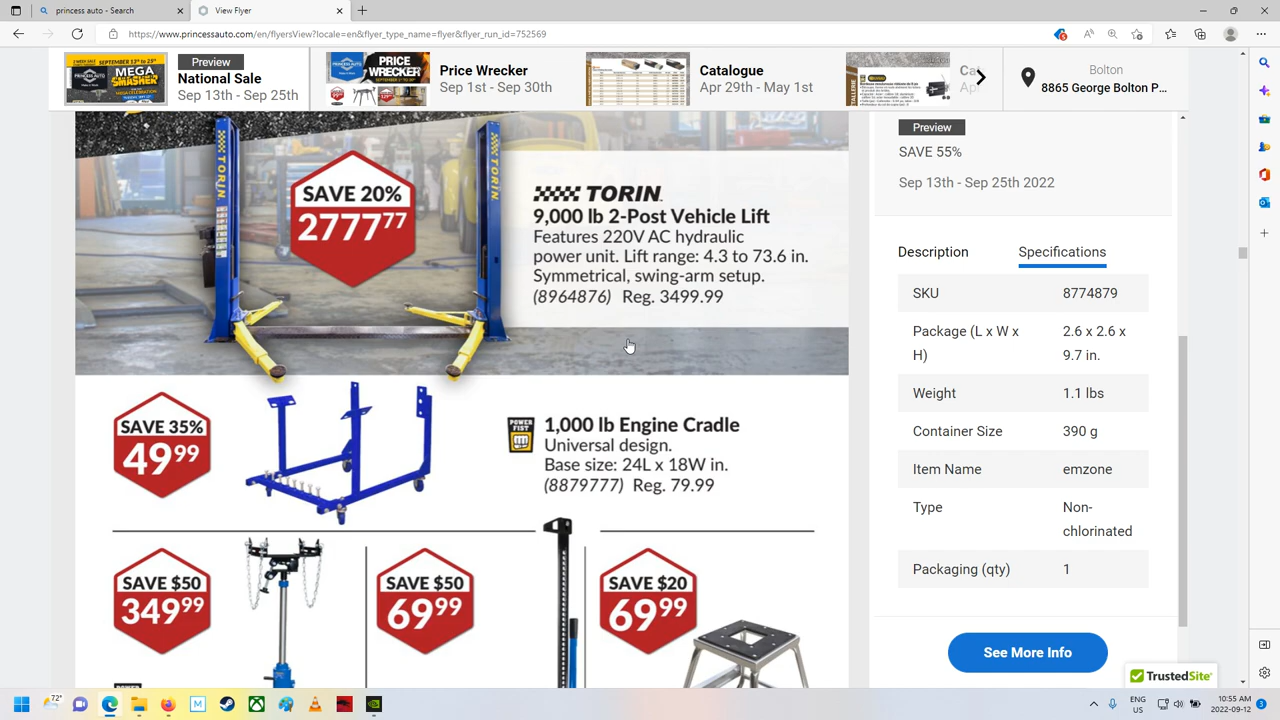 princess auto - Search
View Flyer
https://www.princessauto.com/en/flyersView?locale=en&flyer_type_name=flyer&flyer_run_id=752569
Preview
National Sale
Sep 25th
Price Wrecker
Sep 1st - Sep 30th
Catalogue
Apr 29th - May 1st
8865 George Bolton
TORIN
TORIN
SAVE 20%
2777 77
TORIN
9,000 lb 2-Post Vehicle Lift
Features 220V AC hydraulic
power unit. Lift range: 4.3 to 73.6 in.
Symmetrical, swing-arm setup.
(8964876) Reg. 3499.99
SAVE 35%
49 99
POWER FIST
1,000 lb Engine Cradle
Universal design.
Base size: 24L x 18W in.
(8879777) Reg. 79.99
SAVE $50
349 99
SAVE $50
69 99
SAVE $20
69 99
Preview
SAVE 55%
Sep 13th - Sep 25th 2022
Description Specifications
SKU 8774879
Package (L x W x 2.6 x 2.6 x
H) 9.7 in.
Weight 1.1 lbs
Container Size 390 g
Item Name emzone
Type Non-
chlorinated
Packaging (qty) 1
See More Info
TrustedSite
72°
ENG
US
10:55 AM
2022-09-12
3